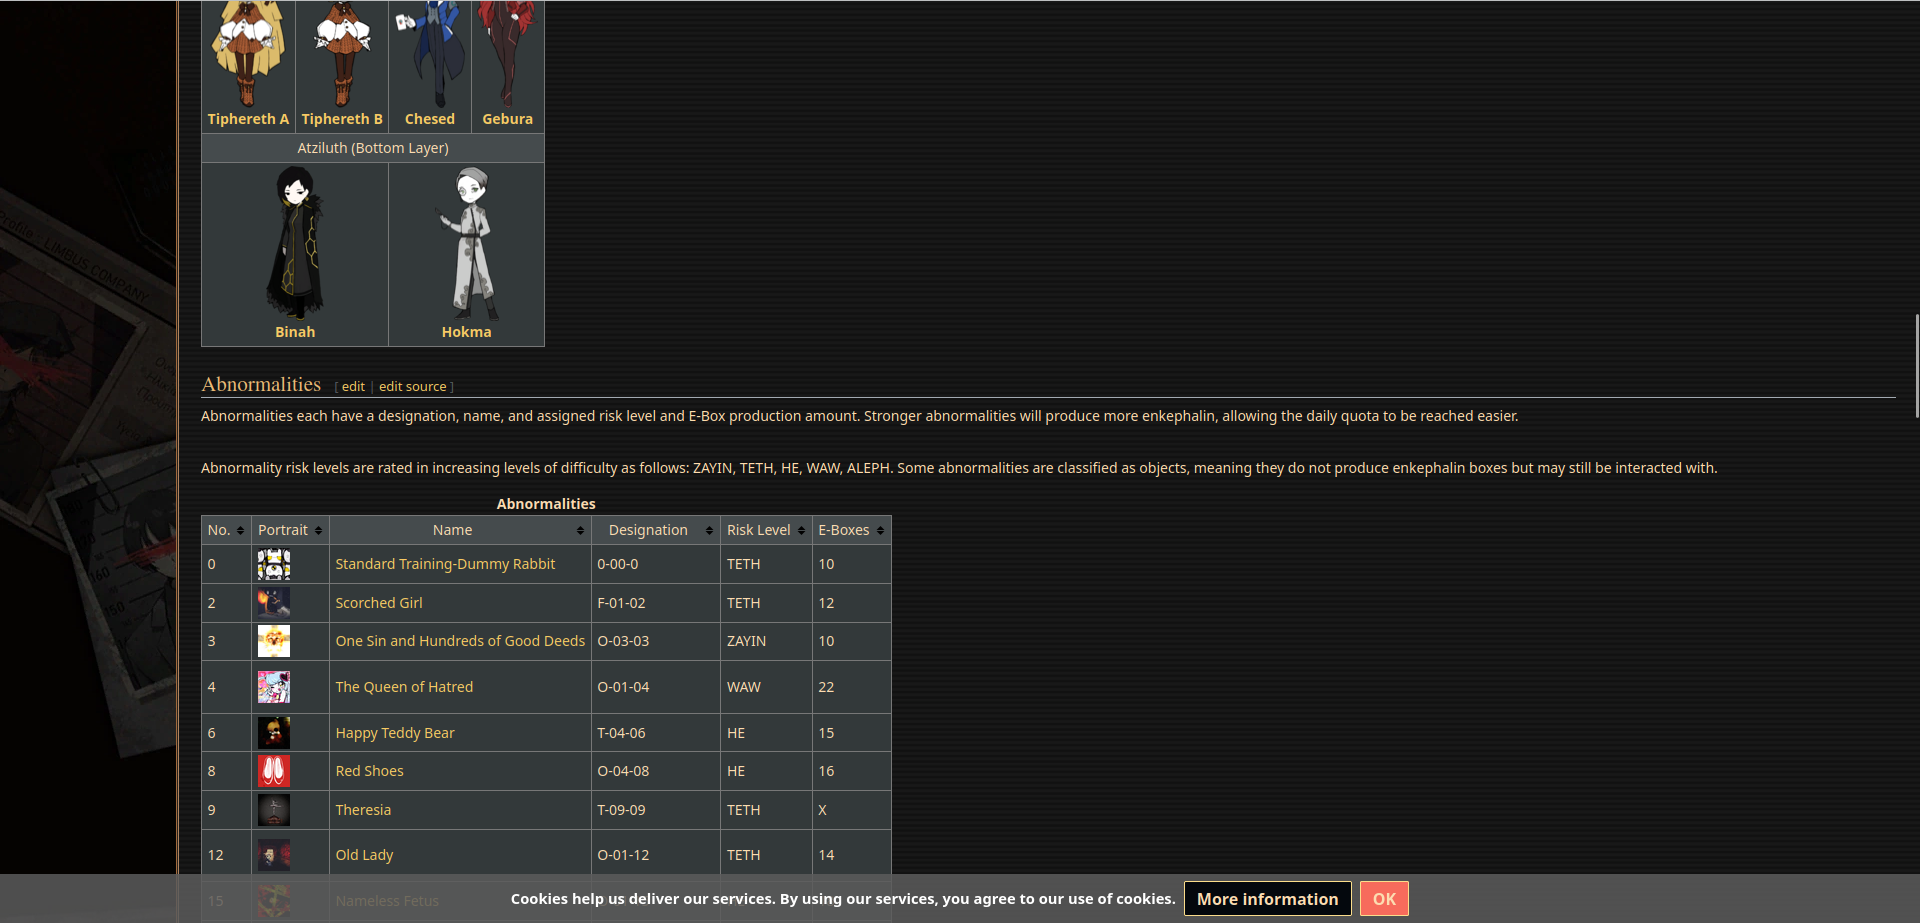 Tiphereth A Tiphereth B Chesed Gebura
Atziluth (Bottom Layer)
Binah Hokma
Profile - LIMBUS COMPANY
Abnormalities [ edit | edit source ]
Abnormalities each have a designation, name, and assigned risk level and E-Box production amount. Stronger abnormalities will produce more enkephalin, allowing the daily quota to be reached easier.
Abnormality risk levels are rated in increasing levels of difficulty as follows: ZAYIN, TETH, HE, WAW, ALEPH. Some abnormalities are classified as objects, meaning they do not produce enkephalin boxes but may still be interacted with.
Abnormalities
No. Portrait Name Designation Risk Level E-Boxes
0 Standard Training-Dummy Rabbit 0-00-0 TETH 10
2 Scorched Girl F-01-02 TETH 12
3 One Sin and Hundreds of Good Deeds O-03-03 ZAYIN 10
4 The Queen of Hatred O-01-04 WAW 22
6 Happy Teddy Bear T-04-06 HE 15
8 Red Shoes O-04-08 HE 16
9 Theresia T-09-09 TETH X
12 Old Lady O-01-12 TETH 14
15 Nameless Fetus
160
150
Cookies help us deliver our services. By using our services, you agree to our use of cookies. More information OK